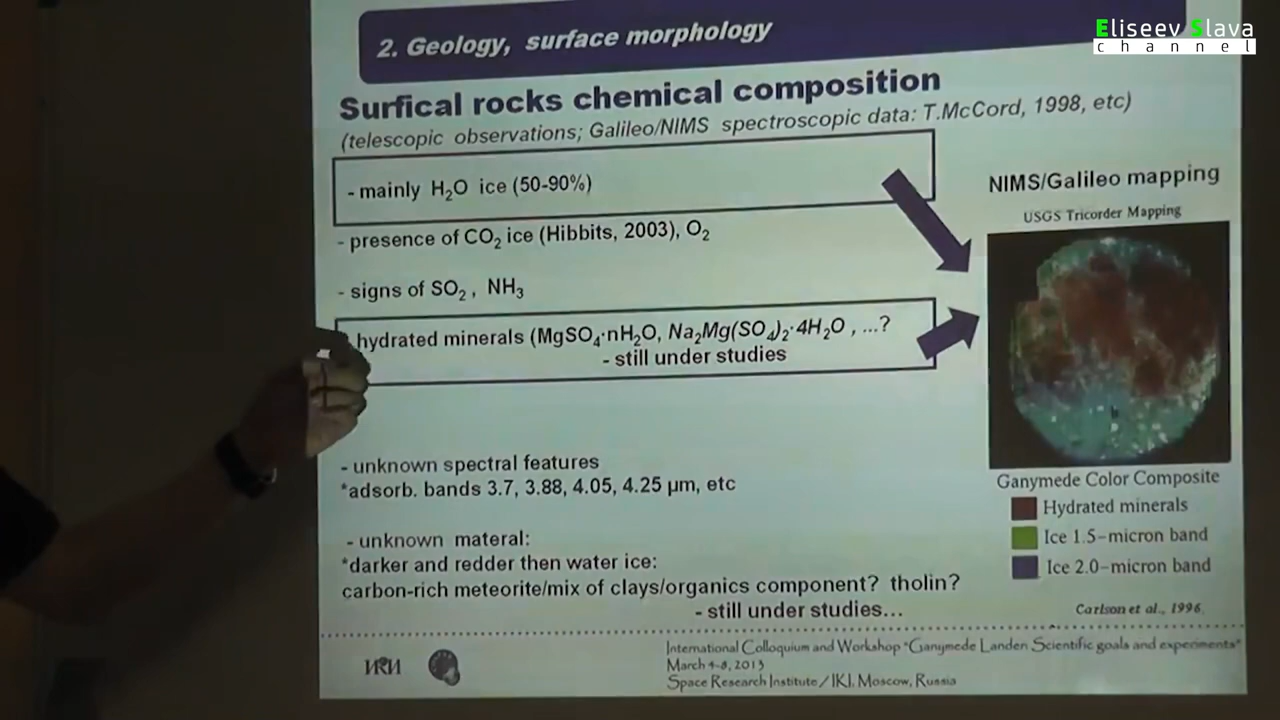 Eliseev Slava
channel
2. Geology, surface morphology
Surfical rocks chemical composition
(telescopic observations; Galileo/NIMS spectroscopic data: T.McCord, 1998, etc)
- mainly H₂O ice (50-90%)
- presence of CO₂ ice (Hibbits, 2003), O₂
- signs of SO₂ , NH₃
hydrated minerals (MgSO₄·nH₂O, Na₂Mg(SO₄)₂·4H₂O , ...?
- still under studies
- unknown spectral features
*adsorb. bands 3.7, 3.88, 4.05, 4.25 µm, etc
- unknown materal:
*darker and redder then water ice:
carbon-rich meteorite/mix of clays/organics component? tholin?
- still under studies...
NIMS/Galileo mapping
USGS Tricorder Mapping
Ganymede Color Composite
Hydrated minerals
Ice 1.5-micron band
Ice 2.0-micron band
Carlson et al., 1996
International Colloquium and Workshop "Ganymede Lander: Scientific goals and experiments"
March 4-8, 2013
Space Research Institute / IKI, Moscow, Russia
ИКИ